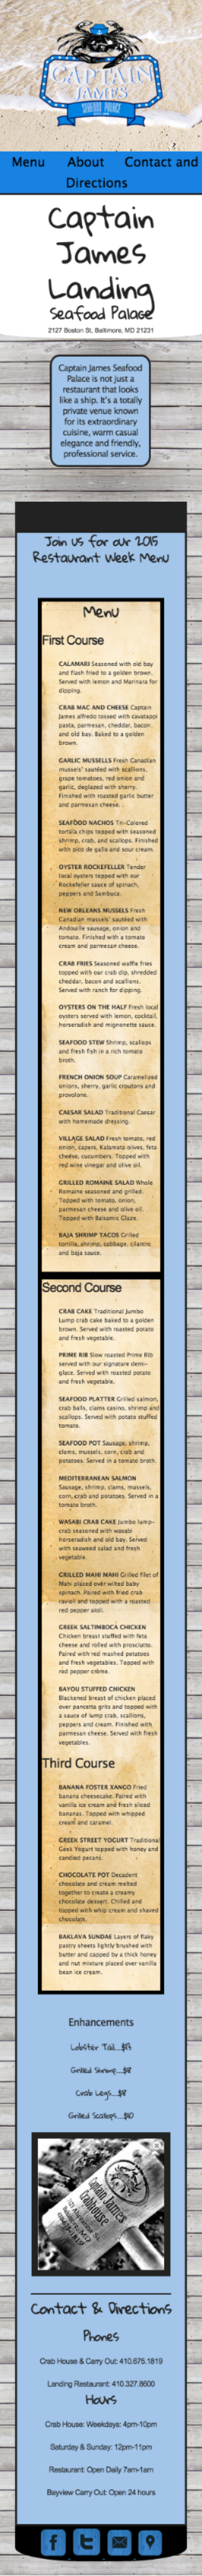 CAPTAIN
JAMES
SEAFOOD PALACE
Menu About Contact and
Directions
Captain
James
Landing
Seafood Palase
2127 Boston St, Baltimore, MD 21231
Captain James Seafood
Palace is not just a
restaurant that looks
like a ship. It's a totally
private venue known
for its extraordinary
cuisine, warm casual
elegance and friendly,
professional service.
Join us for our 2015
Restaurant Week Menu
Menu
First Course
CALAMARI Seasoned with old bay
and flash fried to a golden brown.
Served with lemon and Marinara for
dipping.
CRAB MAC AND CHEESE Captain
James alfredo tossed with cavatappi
pasta, parmesan, cheddar, bacon,
and old bay. Baked to a golden
brown.
GARLIC MUSSELLS Fresh Canadian
mussels' sautéed with scallions,
grape tomatoes, red onion and
garlic, deglazed with sherry.
Finished with roasted garlic butter
and parmesan cheese.
SEAFOOD NACHOS Tri-Colored
tortilla chips topped with seasoned
shrimp, crab, and scallops. Finished
with pico de gallo and sour cream.
OYSTER ROCKEFELLER Tender
local oysters topped with our
Rockefeller sauce of spinach,
peppers and Sambuca.
NEW ORLEANS MUSSELS Fresh
Canadian mussels' sautéed with
Andouille sausage, onion and
tomato. Finished with a tomato
cream and parmesan cheese.
CRAB FRIES Seasoned waffle fries
topped with our crab dip, shredded
cheddar, bacon and scallions.
Served with ranch for dipping.
OYSTERS ON THE HALF Fresh local
oysters served with lemon, cocktail,
horseradish and mignonette sauce.
SEAFOOD STEW Shrimp, scallops
and fresh fish in a rich tomato
broth.
FRENCH ONION SOUP Caramelized
onions, sherry, garlic croutons and
provolone.
CAESAR SALAD Traditional Caesar
with homemade dressing.
VILLAGE SALAD Fresh tomato, red
onion, capers, Kalamata olives, feta
cheese, cucumbers. Topped with
red wine vinegar and olive oil.
GRILLED ROMAINE SALAD Whole
Romaine seasoned and grilled.
Topped with tomato, onion,
parmesan cheese and olive oil.
Topped with Balsamic Glaze.
BAJA SHRIMP TACOS Grilled
tortilla, shrimp, cabbage, cilantro
and baja sauce.
Second Course
CRAB CAKE Traditional Jumbo
Lump crab cake baked to a golden
brown. Served with roasted potato
and fresh vegetable.
PRIME RIB Slow roasted Prime Rib
served with our signature demi-
glace. Served with roasted potato
and fresh vegetable.
SEAFOOD PLATTER Grilled salmon,
crab balls, clams casino, shrimp and
scallops. Served with potato stuffed
tomato.
SEAFOOD POT Sausage, shrimp,
clams, mussels, corn, crab and
potatoes. Served in a tomato broth.
MEDITERRANEAN SALMON
Sausage, shrimp, clams, mussels,
corn, crab and potatoes. Served in a
tomato broth.
WASABI CRAB CAKE Jumbo lump-
crab seasoned with wasabi
horseradish and old bay. Served
with seaweed salad and fresh
vegetable.
GRILLED MAHI MAHI Grilled Filet of
Mahi placed over wilted baby
spinach. Paired with fried crab
ravioli and topped with a roasted
red pepper aioli.
GREEK SALTIMBOCA CHICKEN
Chicken breast stuffed with feta
cheese and rolled with prosciutto.
Paired with red mashed potatoes
and fresh vegetables. Topped with
red pepper crème.
BAYOU STUFFED CHICKEN
Blackened breast of chicken placed
over pancetta grits and topped with
a sauce of lump crab, scallions,
peppers and cream. Finished with
parmesan cheese. Served with fresh
vegetables.
Third Course
BANANA FOSTER XANGO Fried
banana cheesecake. Paired with
vanilla ice cream and fresh sliced
bananas. Topped with whipped
cream and caramel.
GREEK STREET YOGURT Traditional
Geek Yogurt topped with honey and
candied pecans.
CHOCOLATE POT Decadent
chocolate and cream melted
together to create a creamy
chocolate dessert. Chilled and
topped with whip cream and shaved
chocolate.
BAKLAVA SUNDAE Layers of flaky
pastry sheets lightly brushed with
butter and capped by a thick honey
and nut mixture placed over vanilla
bean ice cream.
Enhancements
Lobster Tail...$13
Grilled Shrimp...$8
Crab Legs...$8
Grilled Scallops...$10
Captain James
Crabhouse
Contact & Directions
Phones
Crab House & Carry Out: 410.675.1819
Landing Restaurant: 410.327.8600
Hours
Crab House: Weekdays: 4pm-10pm
Saturday & Sunday: 12pm-11pm
Restaurant: Open Daily 7am-1am
Bayview Carry Out: Open 24 hours